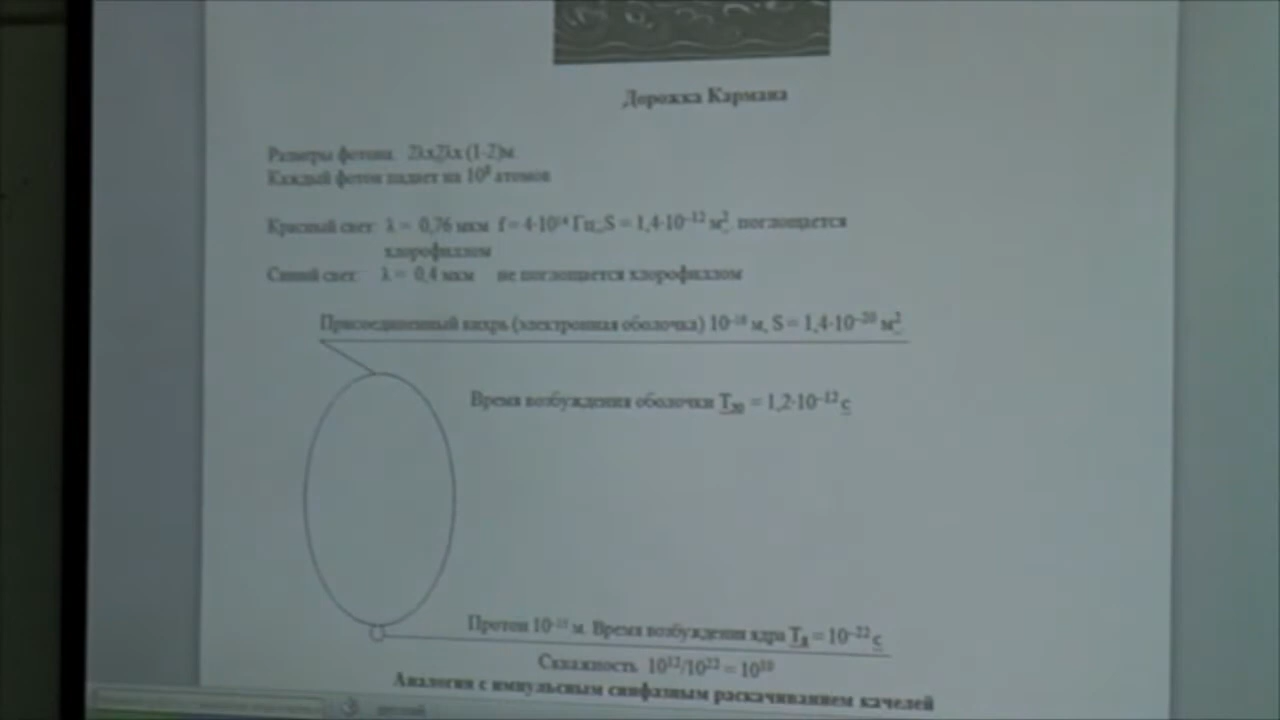 Дорожка Кармана
Размеры фотона 2λх2λх (1-2)м
Каждый фотон падает на 10⁸ атомов
Красный свет: λ = 0,76 мкм f = 4·10¹⁴ Гц, S = 1,4·10⁻¹² м² поглощается
хлорофиллом
Синий свет: λ = 0,4 мкм не поглощается хлорофиллом
Присоединенный вихрь (электронная оболочка) 10⁻¹⁰ м, S = 1,4·10⁻²⁰ м²
Время возбуждения оболочки Tэо = 1,2·10⁻¹² с
Протон 10⁻¹⁵ м. Время возбуждения ядра Tя = 10⁻²² с
Скважность 10¹²/10²² = 10¹⁰
Аналогия с импульсным синфазным раскачиванием качелей